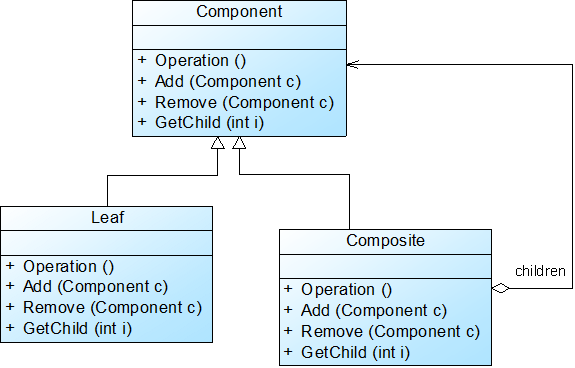 Component
+ Operation ()
+ Add (Component c)
+ Remove (Component c)
+ GetChild (int i)
Leaf
+ Operation ()
+ Add (Component c)
+ Remove (Component c)
+ GetChild (int i)
Composite
+ Operation ()
+ Add (Component c)
+ Remove (Component c)
+ GetChild (int i)
children